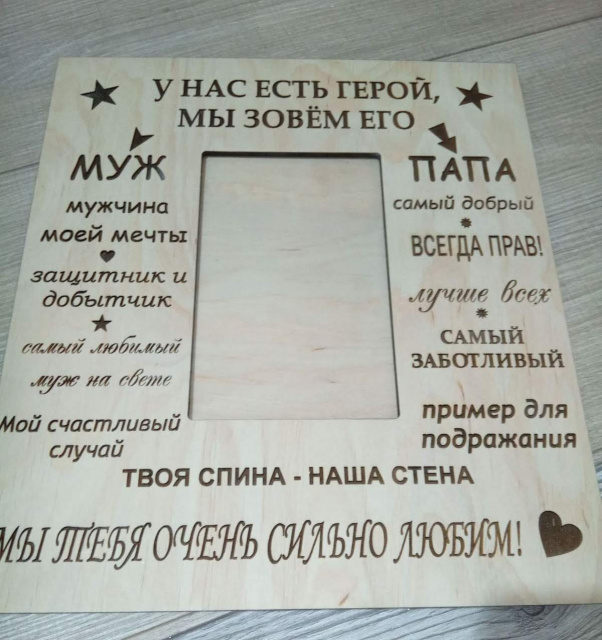 У НАС ЕСТЬ ГЕРОЙ,
МЫ ЗОВЁМ ЕГО
МУЖ
мужчина
моей мечты
защитник и
добытчик
самый любимый
муж на свете
Мой счастливый
случай
ПАПА
самый добрый
ВСЕГДА ПРАВ!
лучше всех
САМЫЙ
ЗАБОТЛИВЫЙ
пример для
подражания
ТВОЯ СПИНА - НАША СТЕНА
МЫ ТЕБЯ ОЧЕНЬ СИЛЬНО ЛЮБИМ!